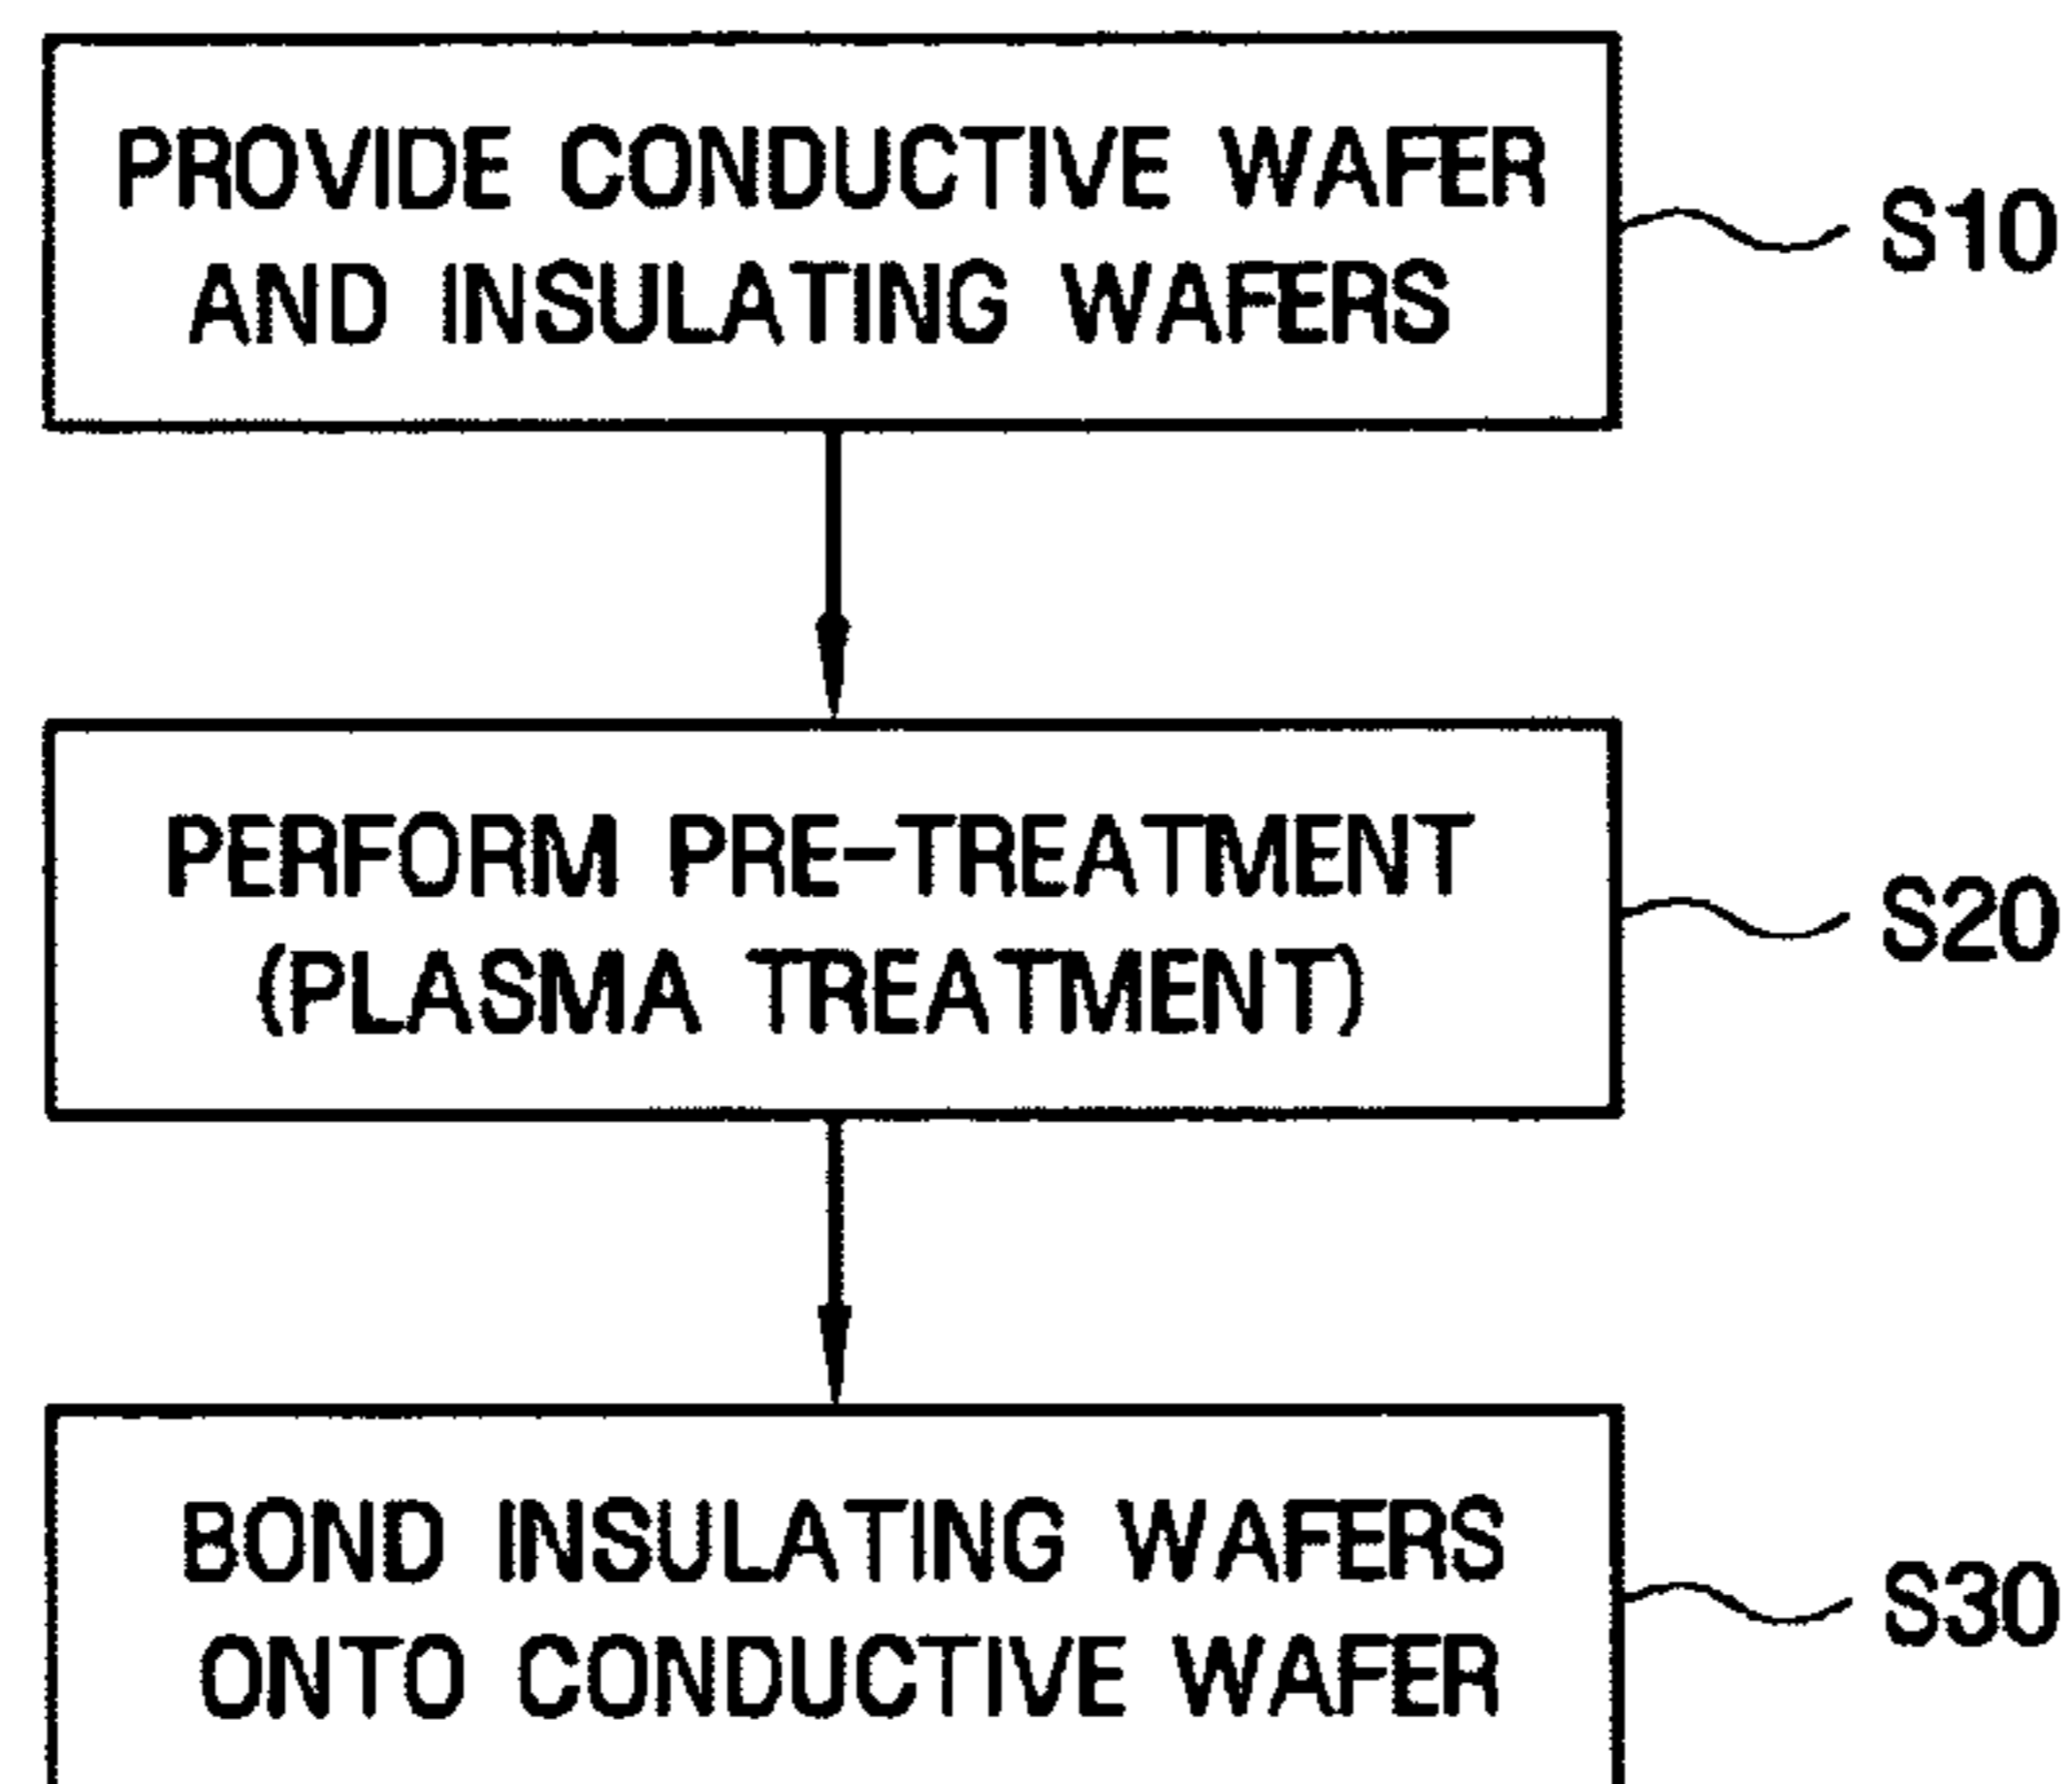 PROVIDE CONDUCTIVE WAFER
AND INSULATING WAFERS
S10
PERFORM PRE-TREATMENT
(PLASMA TREATMENT)
S20
BOND INSULATING WAFERS
ONTO CONDUCTIVE WAFER
S30